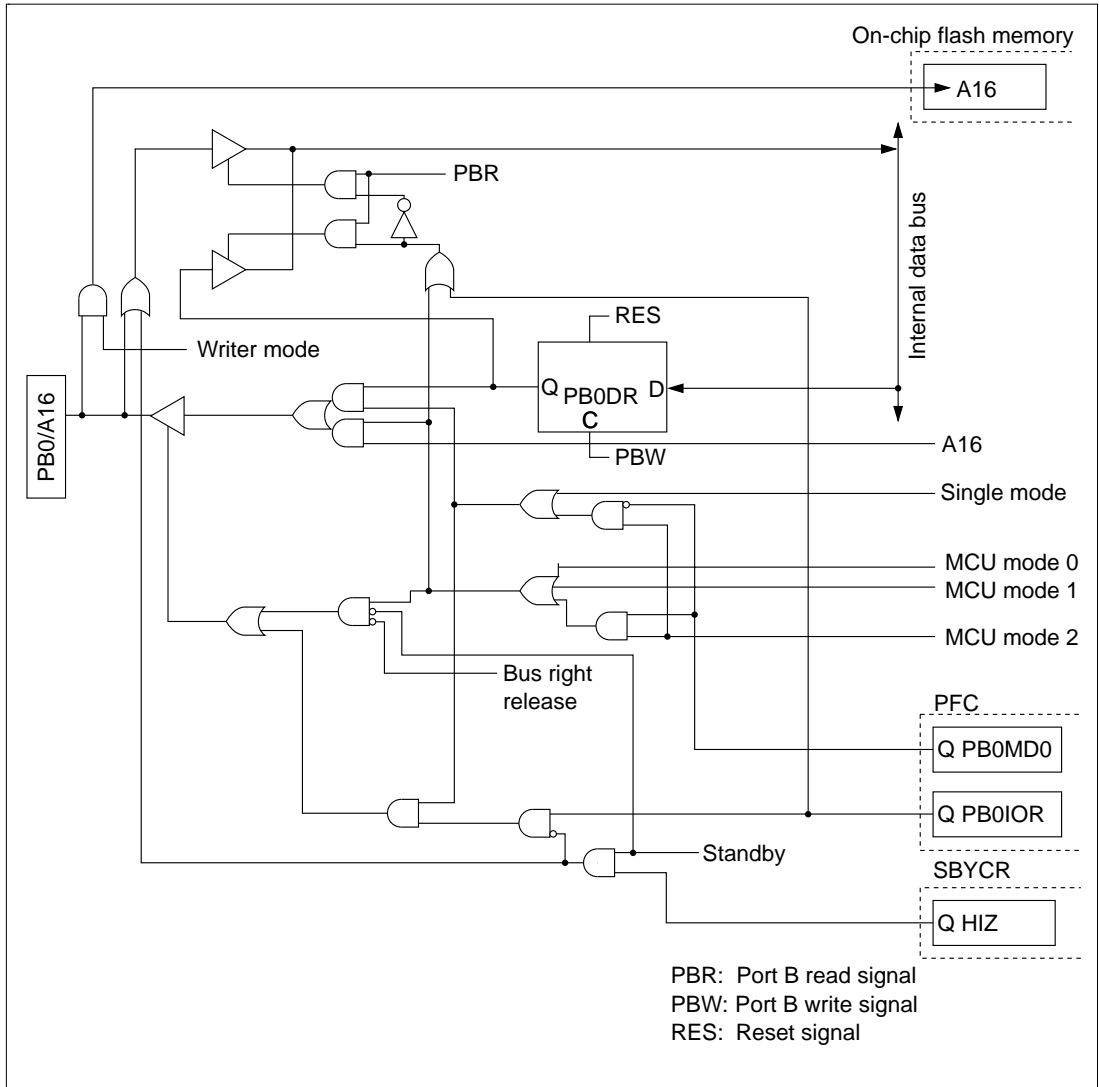 On-chip flash memory
A16
PBR
Internal data bus
RES
Writer mode
Q
PB0DR
D
C
PB0/A16
PBW
A16
Single mode
MCU mode 0
MCU mode 1
MCU mode 2
Bus right
release
PFC
Q PB0MD0
Q PB0IOR
Standby
SBYCR
Q HIZ
PBR: Port B read signal
PBW: Port B write signal
RES: Reset signal